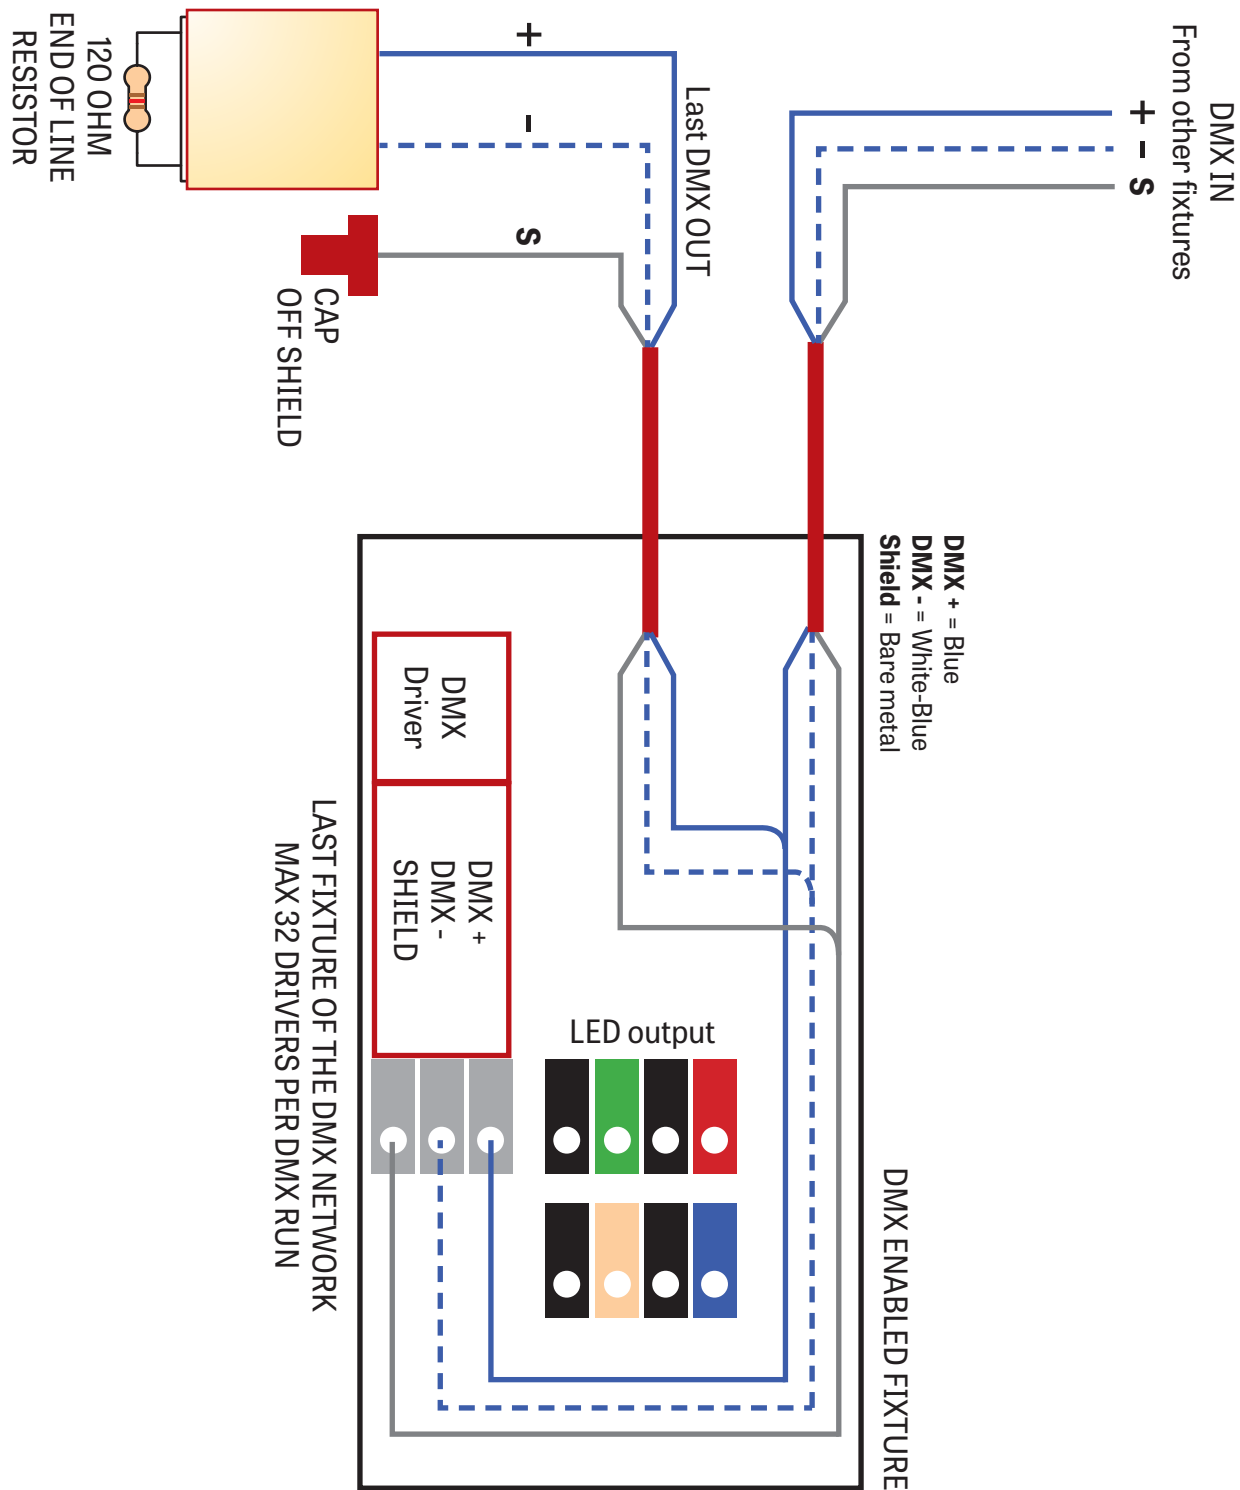 DMX IN
From other fixtures
+
-
S
Last DMX OUT
+
-
S
120 OHM
END OF LINE
RESISTOR
CAP
OFF SHIELD
DMX + = Blue
DMX - = White-Blue
Shield = Bare metal
DMX
Driver
DMX +
DMX -
SHIELD
LED output
DMX ENABLED FIXTURE
LAST FIXTURE OF THE DMX NETWORK
MAX 32 DRIVERS PER DMX RUN